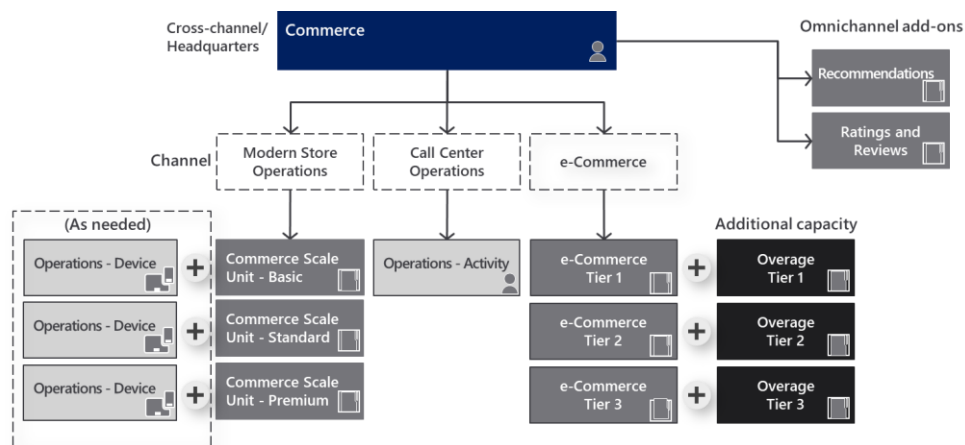 Cross-channel/
Headquarters
Commerce
Omnichannel add-ons
Recommendations
Ratings and
Reviews
Channel
Modern Store
Operations
Call Center
Operations
e-Commerce
(As needed)
Additional capacity
Operations - Device
+
Commerce Scale
Unit - Basic
Operations - Activity
e-Commerce
Tier 1
+
Overage
Tier 1
Operations - Device
+
Commerce Scale
Unit - Standard
e-Commerce
Tier 2
+
Overage
Tier 2
Operations - Device
+
Commerce Scale
Unit - Premium
e-Commerce
Tier 3
+
Overage
Tier 3